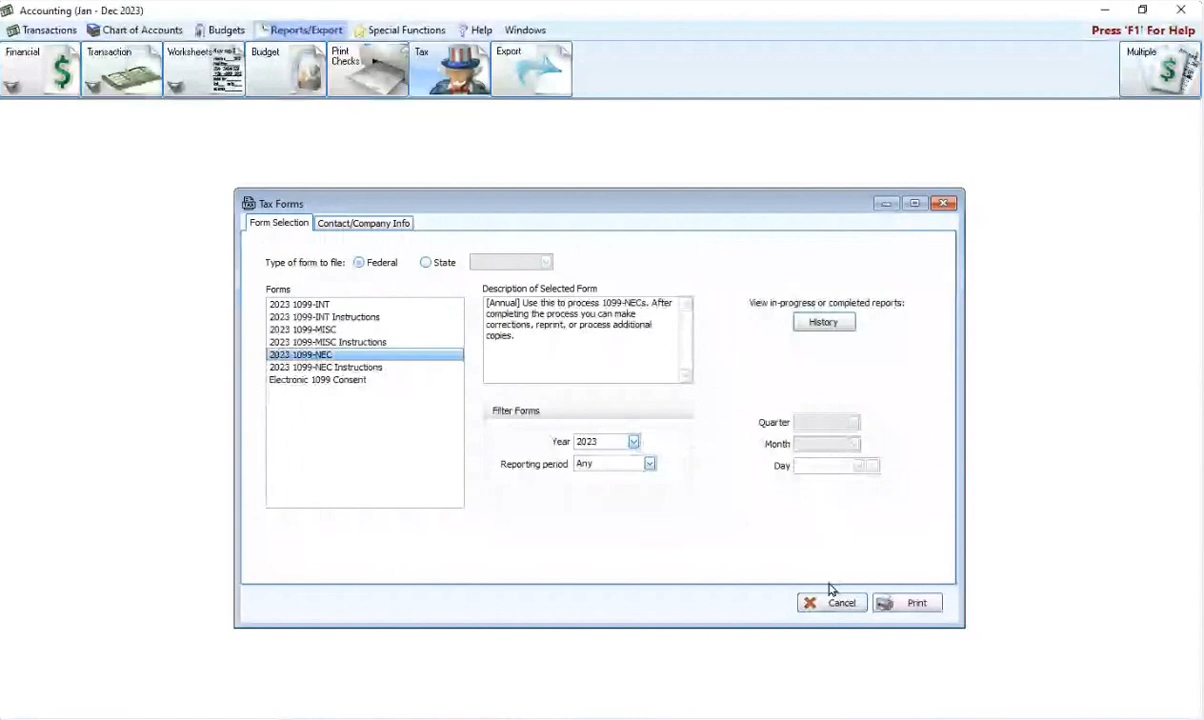 Accounting (Jan - Dec 2023)
Transactions Chart of Accounts Budgets Reports/Export Special Functions Help Windows Press 'F1' For Help
Financial Transaction Worksheets Budget Print Checks Tax Export Multiple
Tax Forms
Form Selection Contact/Company Info
Type of form to file: Federal State
Forms
2023 1099-INT
2023 1099-INT Instructions
2023 1099-MISC
2023 1099-MISC Instructions
2023 1099-NEC
2023 1099-NEC Instructions
Electronic 1099 Consent
Description of Selected Form
[Annual] Use this to process 1099-NECs. After
completing the process you can make
corrections, reprint, or process additional
copies.
Filter Forms
Year 2023
Reporting period Any
View in-progress or completed reports:
History
Quarter
Month
Day
Cancel Print